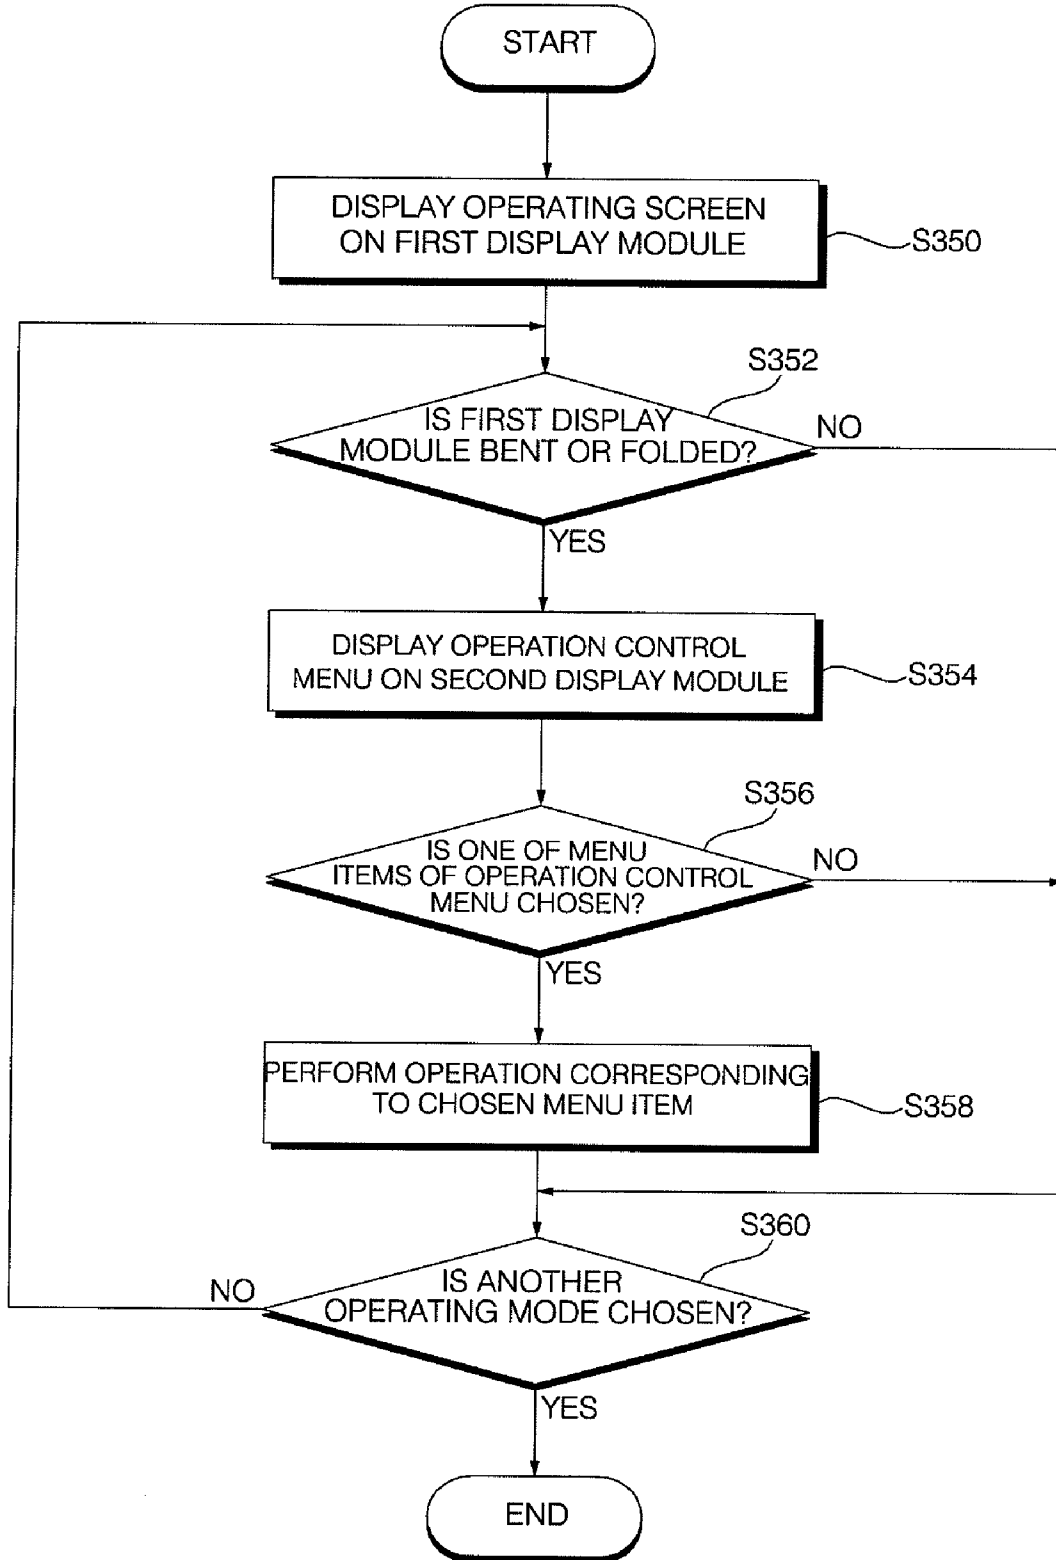 START
DISPLAY OPERATING SCREEN
ON FIRST DISPLAY MODULE
S350
S352
IS FIRST DISPLAY
MODULE BENT OR FOLDED?
NO
YES
DISPLAY OPERATION CONTROL
MENU ON SECOND DISPLAY MODULE
S354
S356
IS ONE OF MENU
ITEMS OF OPERATION CONTROL
MENU CHOSEN?
NO
YES
PERFORM OPERATION CORRESPONDING
TO CHOSEN MENU ITEM
S358
S360
IS ANOTHER
OPERATING MODE CHOSEN?
NO
YES
END